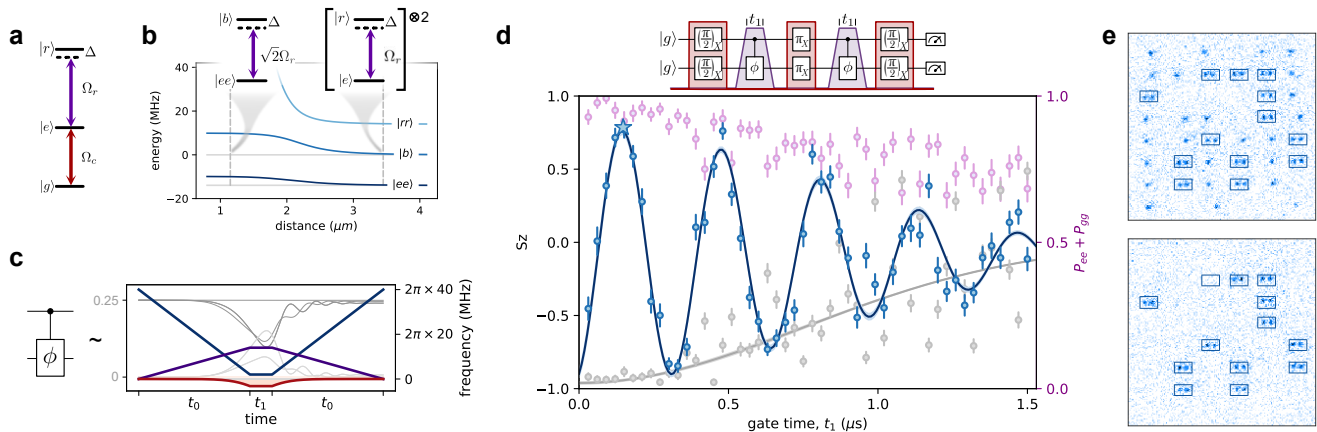 a
|r⟩
Δ
Ω_r
|e⟩
Ω_c
|g⟩
b
|b⟩
Δ
√2Ω_r
|ee⟩
|r⟩
Δ
Ω_r
|e⟩
⊗2
energy (MHz)
40
20
0
−20
|rr⟩
|b⟩
|ee⟩
1
2
3
4
distance (μm)
c
ϕ
~
0.25
0
2π × 40
2π × 20
0
frequency (MHz)
t_0
t_1
t_0
time
d
t_1
t_1
|g⟩
(π/2)_X
π_X
(π/2)_X
|g⟩
(π/2)_X
ϕ
π_X
ϕ
(π/2)_X
Sz
1.0
0.5
0.0
−0.5
−1.0
1.0
0.5
0.0
P_ee + P_gg
0.0
0.5
1.0
1.5
gate time, t_1 (μs)
e